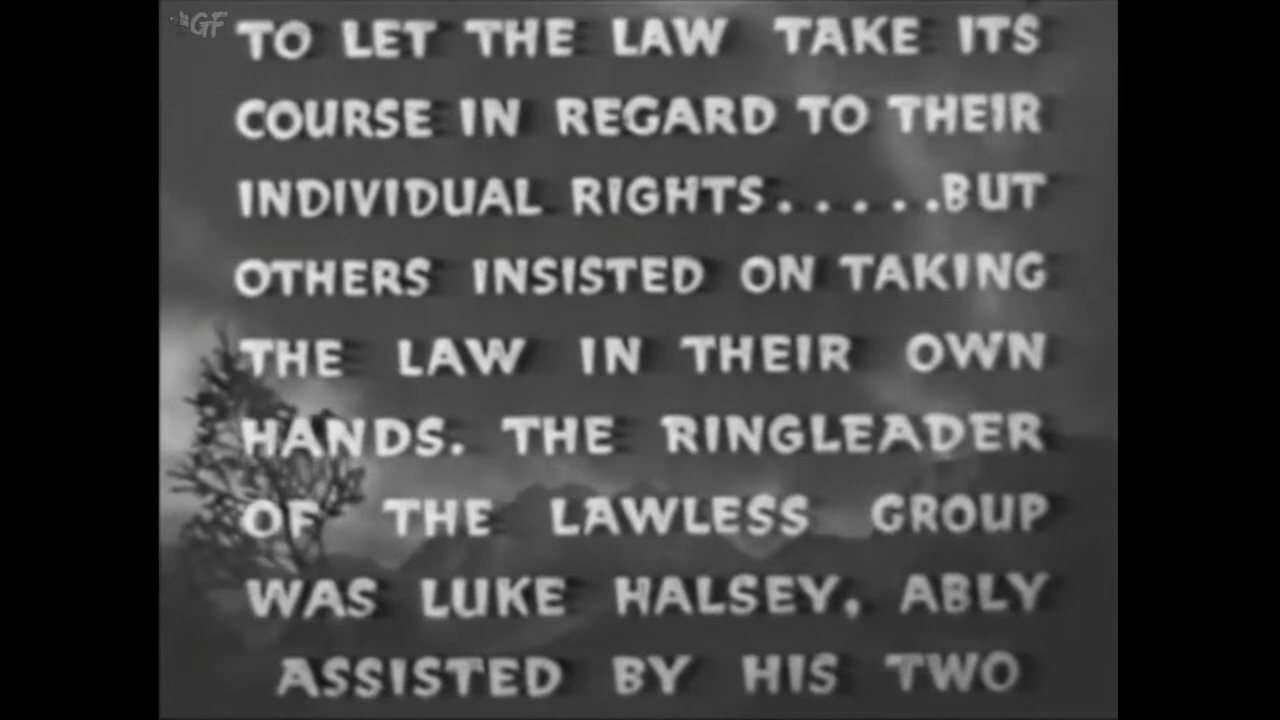 GF
TO LET THE LAW TAKE ITS
COURSE IN REGARD TO THEIR
INDIVIDUAL RIGHTS.....BUT
OTHERS INSISTED ON TAKING
THE LAW IN THEIR OWN
HANDS. THE RINGLEADER
OF THE LAWLESS GROUP
WAS LUKE HALSEY, ABLY
ASSISTED BY HIS TWO